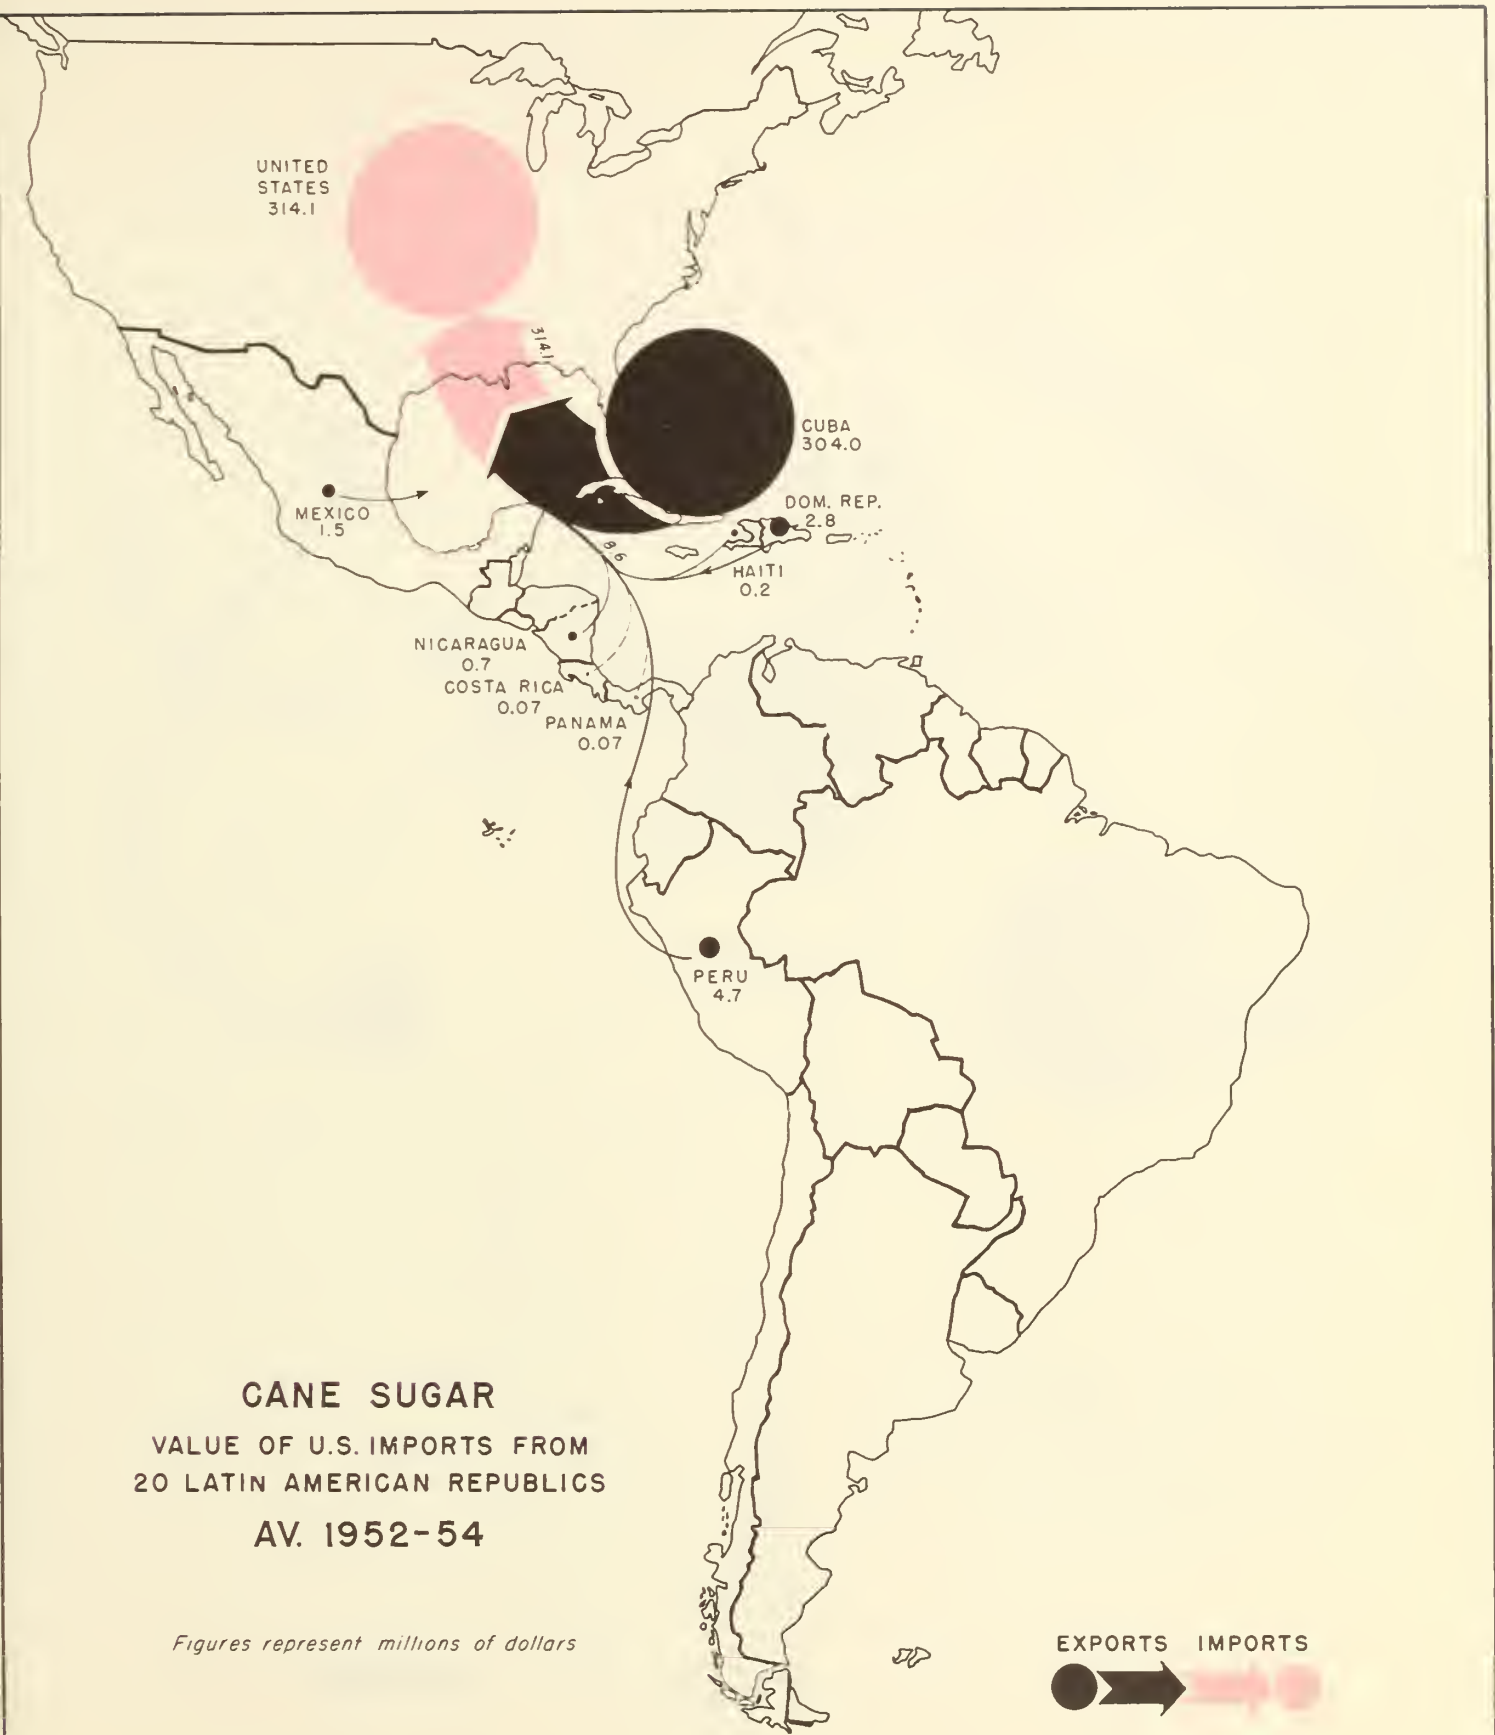 UNITED
STATES
314.1
314.1
CUBA
304.0
MEXICO
1.5
DOM. REP.
2.8
8.6
HAITI
0.2
NICARAGUA
0.7
COSTA RICA
0.07
PANAMA
0.07
PERU
4.7
CANE SUGAR
VALUE OF U.S. IMPORTS FROM
20 LATIN AMERICAN REPUBLICS
AV. 1952-54
Figures represent millions of dollars
EXPORTS IMPORTS